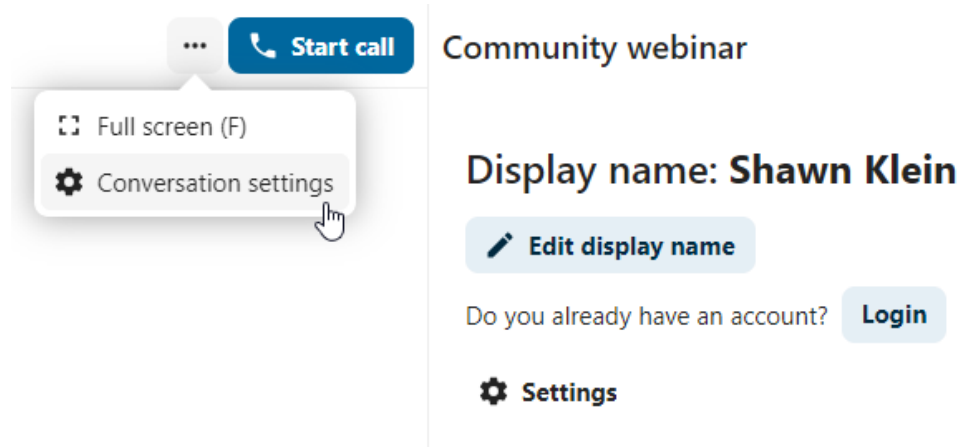 Start call
Full screen (F)
Conversation settings
Community webinar
Display name: Shawn Klein
Edit display name
Do you already have an account? Login
Settings